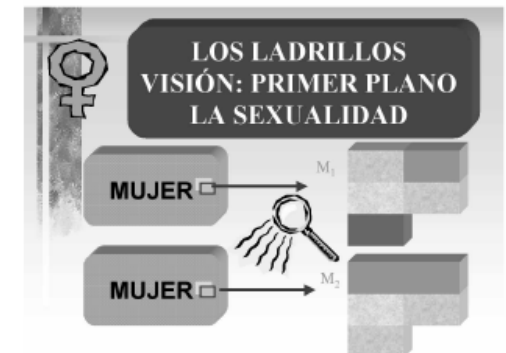 LOS LADRILLOS
VISIÓN: PRIMER PLANO
LA SEXUALIDAD
M1
MUJER
M2
MUJER